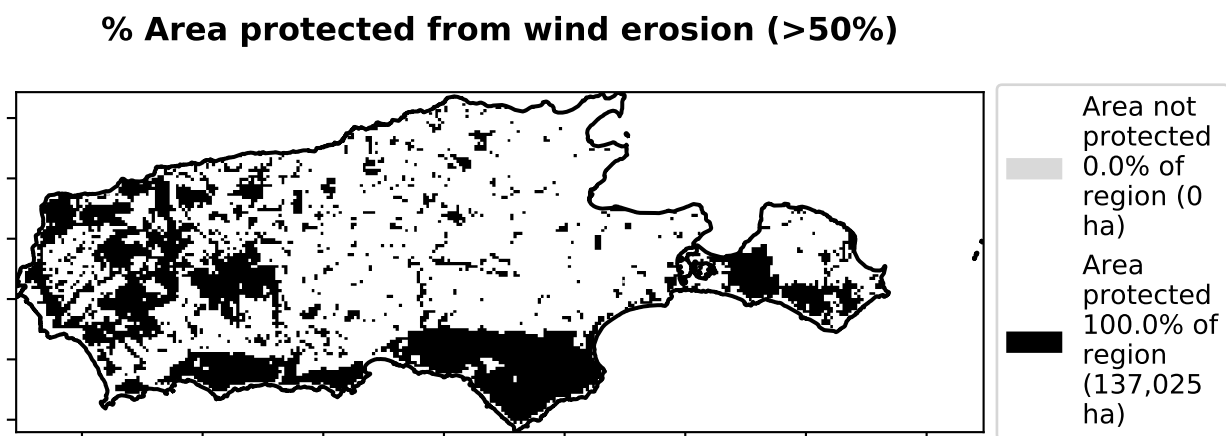 % Area protected from wind erosion (>50%)
Area not
protected
0.0% of
region (0
ha)
Area
protected
100.0% of
region
(137,025
ha)